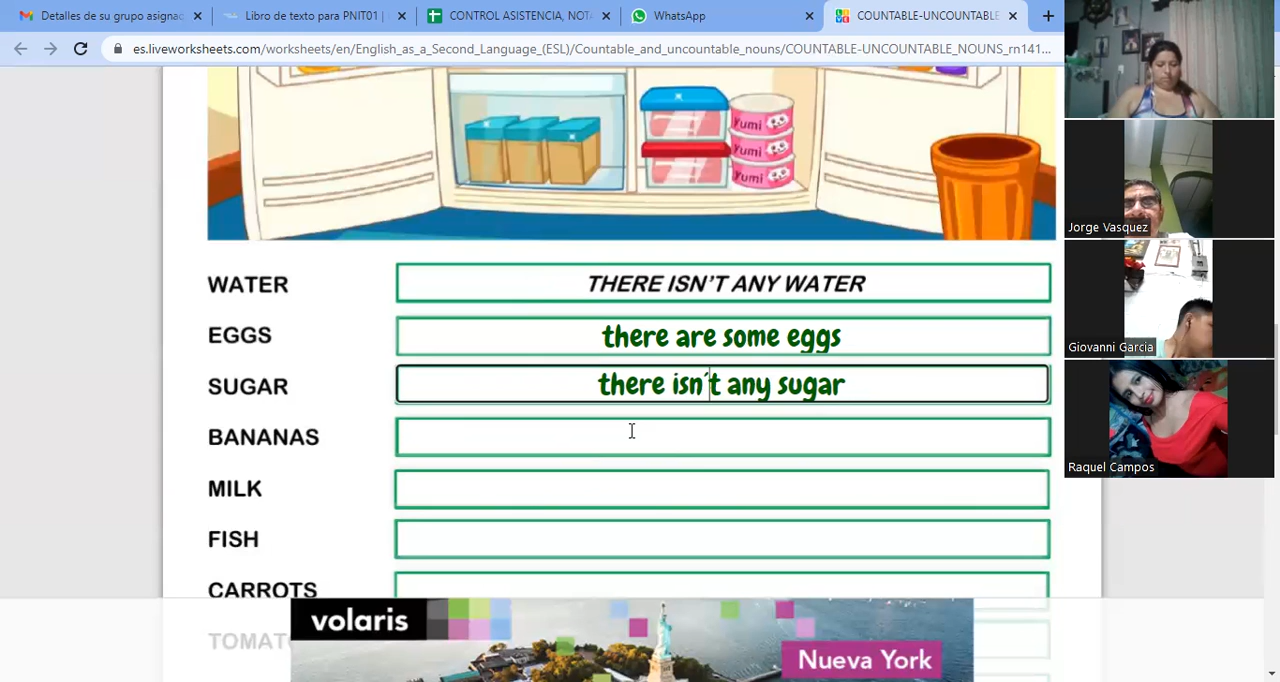 Detalles de su grupo asignac
Libro de texto para PNIT01 |
CONTROL ASISTENCIA, NOT
WhatsApp
COUNTABLE-UNCOUNTABLE
es.liveworksheets.com/worksheets/en/English_as_a_Second_Language_(ESL)/Countable_and_uncountable_nouns/COUNTABLE-UNCOUNTABLE_NOUNS_rn141...
Yumi
Yumi
Yumi
WATER THERE ISN'T ANY WATER
EGGS there are some eggs
SUGAR there isn´t any sugar
BANANAS
MILK
FISH
CARROTS
TOMAT
volaris
Nueva York
Jorge Vasquez
Giovanni Garcia
Raquel Campos